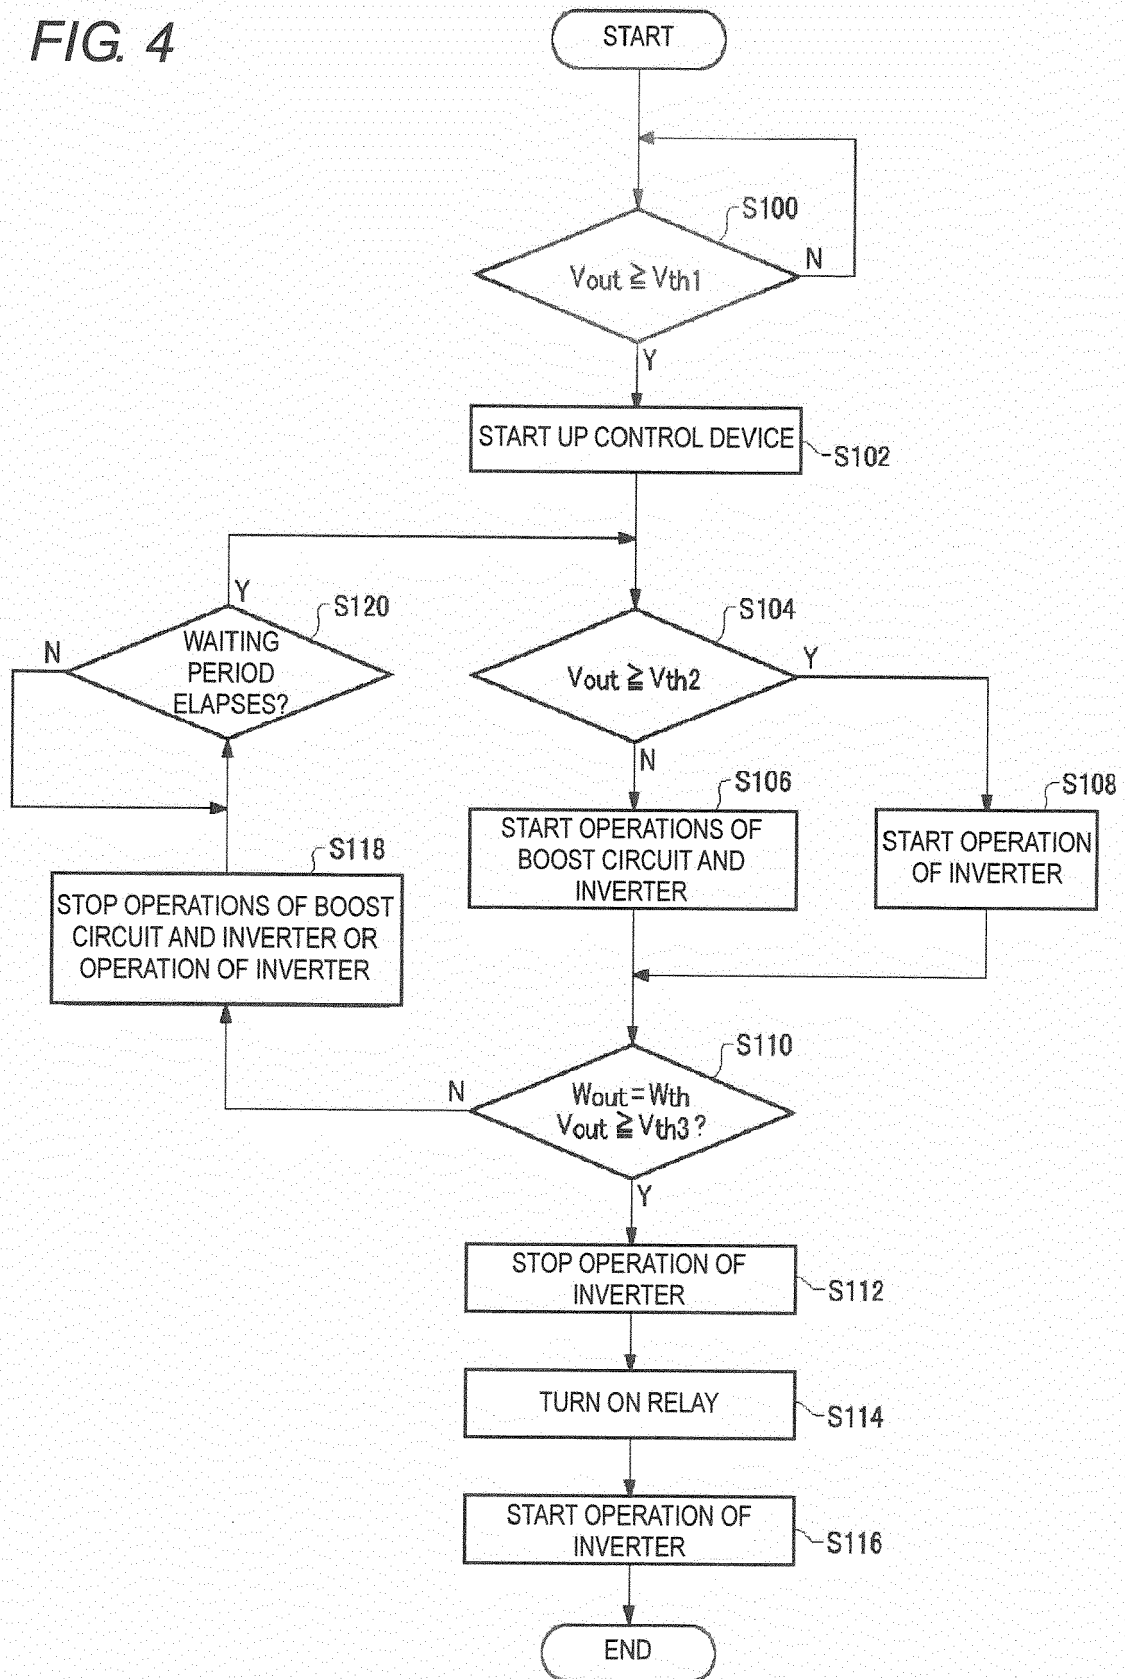 FIG. 4
START
S100
Vout ≧ Vth1
N
Y
START UP CONTROL DEVICE
S102
Y
S120
WAITING
PERIOD
ELAPSES?
N
S104
Vout ≧ Vth2
Y
N
S106
START OPERATIONS OF
BOOST CIRCUIT AND
INVERTER
S108
START OPERATION
OF INVERTER
S118
STOP OPERATIONS OF BOOST
CIRCUIT AND INVERTER OR
OPERATION OF INVERTER
S110
N
Wout = Wth
Vout ≧ Vth3 ?
Y
STOP OPERATION OF
INVERTER
S112
TURN ON RELAY
S114
START OPERATION OF
INVERTER
S116
END